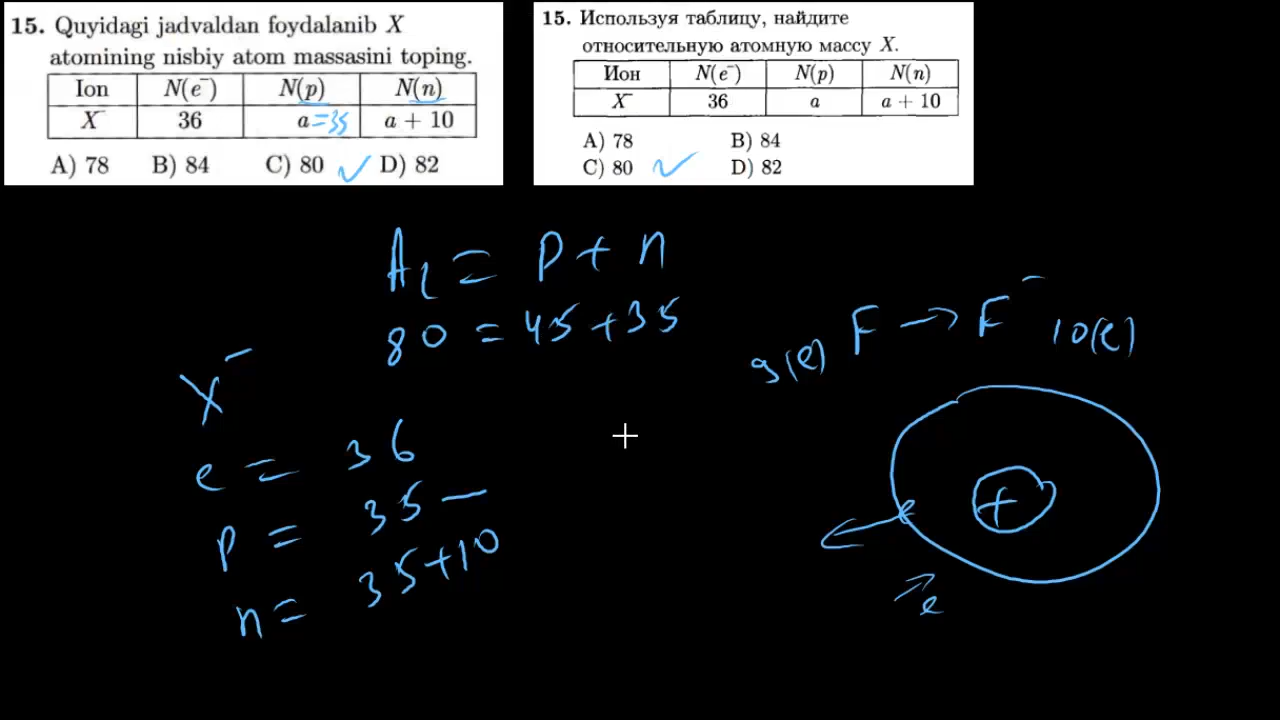 15. Quyidagi jadvaldan foydalanib X
atomining nisbiy atom massasini toping.
Ion N(e⁻) N(p) N(n)
X⁻ 36 a =35 a + 10
A) 78 B) 84 C) 80 ✓ D) 82
15. Используя таблицу, найдите
относительную атомную массу X.
Ион N(e⁻) N(p) N(n)
X⁻ 36 a a + 10
A) 78 B) 84
C) 80 ✓ D) 82
Ar = p + n
80 = 45 + 35
X⁻
e = 36
p = 35 —
n = 35+10
9(e) F → F⁻ 10(e)
+
e